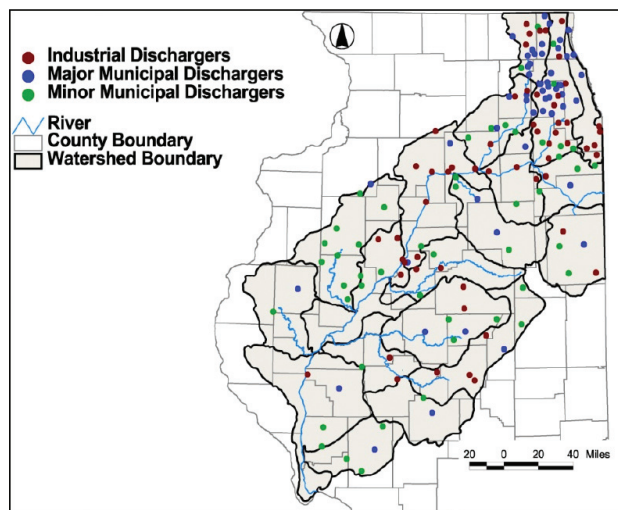 Industrial Dischargers
Major Municipal Dischargers
Minor Municipal Dischargers
River
County Boundary
Watershed Boundary
20 0 20 40 Miles